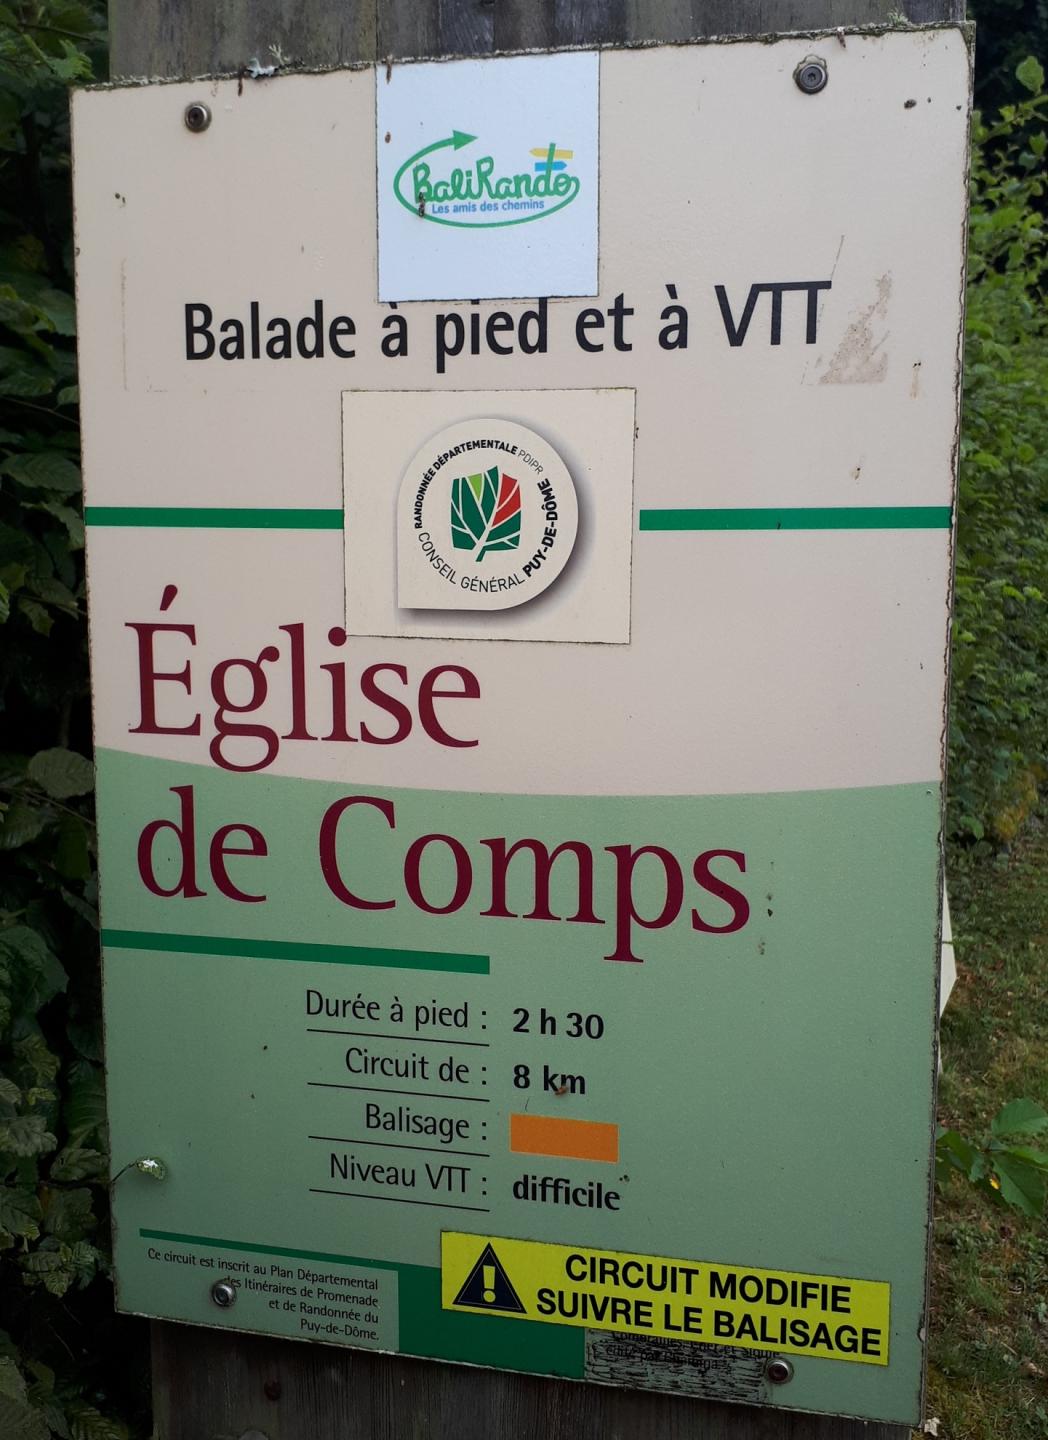 BaliRando
Les amis des chemins
Balade à pied et à VTT
RANDONNÉE DÉPARTEMENTALE PDIPR
CONSEIL GÉNÉRAL PUY-DE-DÔME
Église
de Comps
Durée à pied : 2 h 30
Circuit de : 8 km
Balisage :
Niveau VTT : difficile
Ce circuit est inscrit au Plan Départemental
des Itinéraires de Promenade
et de Randonnée du
Puy-de-Dôme.
CIRCUIT MODIFIE
SUIVRE LE BALISAGE